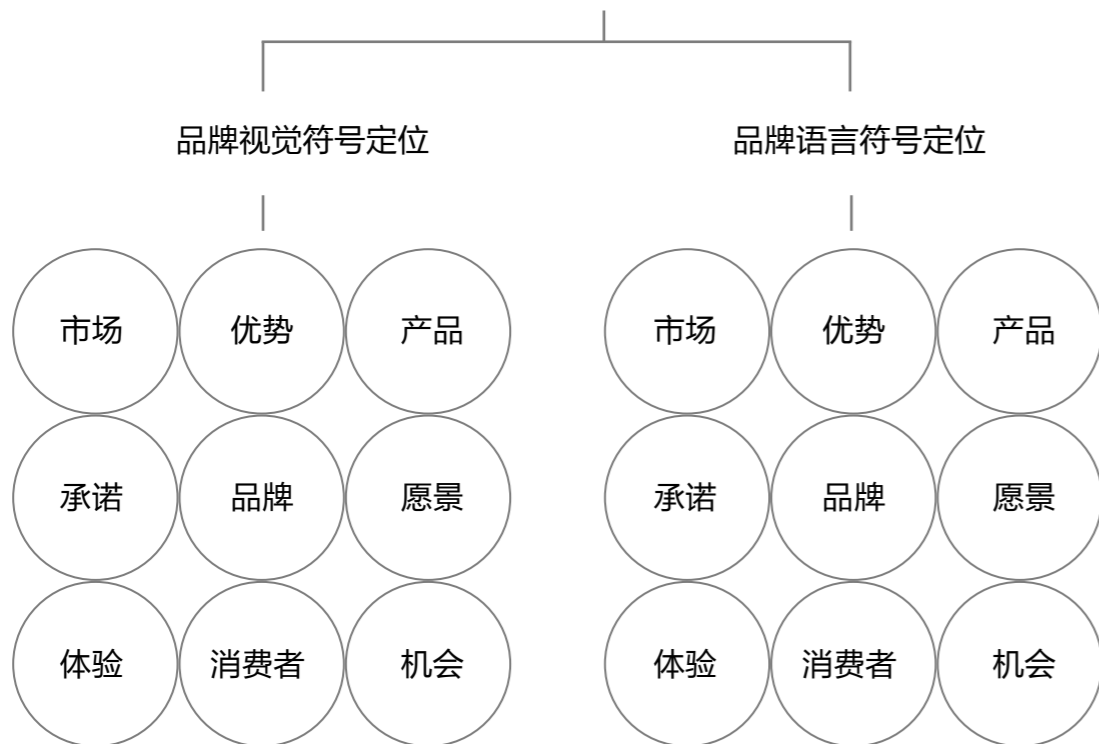 品牌视觉符号定位
品牌语言符号定位
市场 优势 产品
承诺 品牌 愿景
体验 消费者 机会
市场 优势 产品
承诺 品牌 愿景
体验 消费者 机会